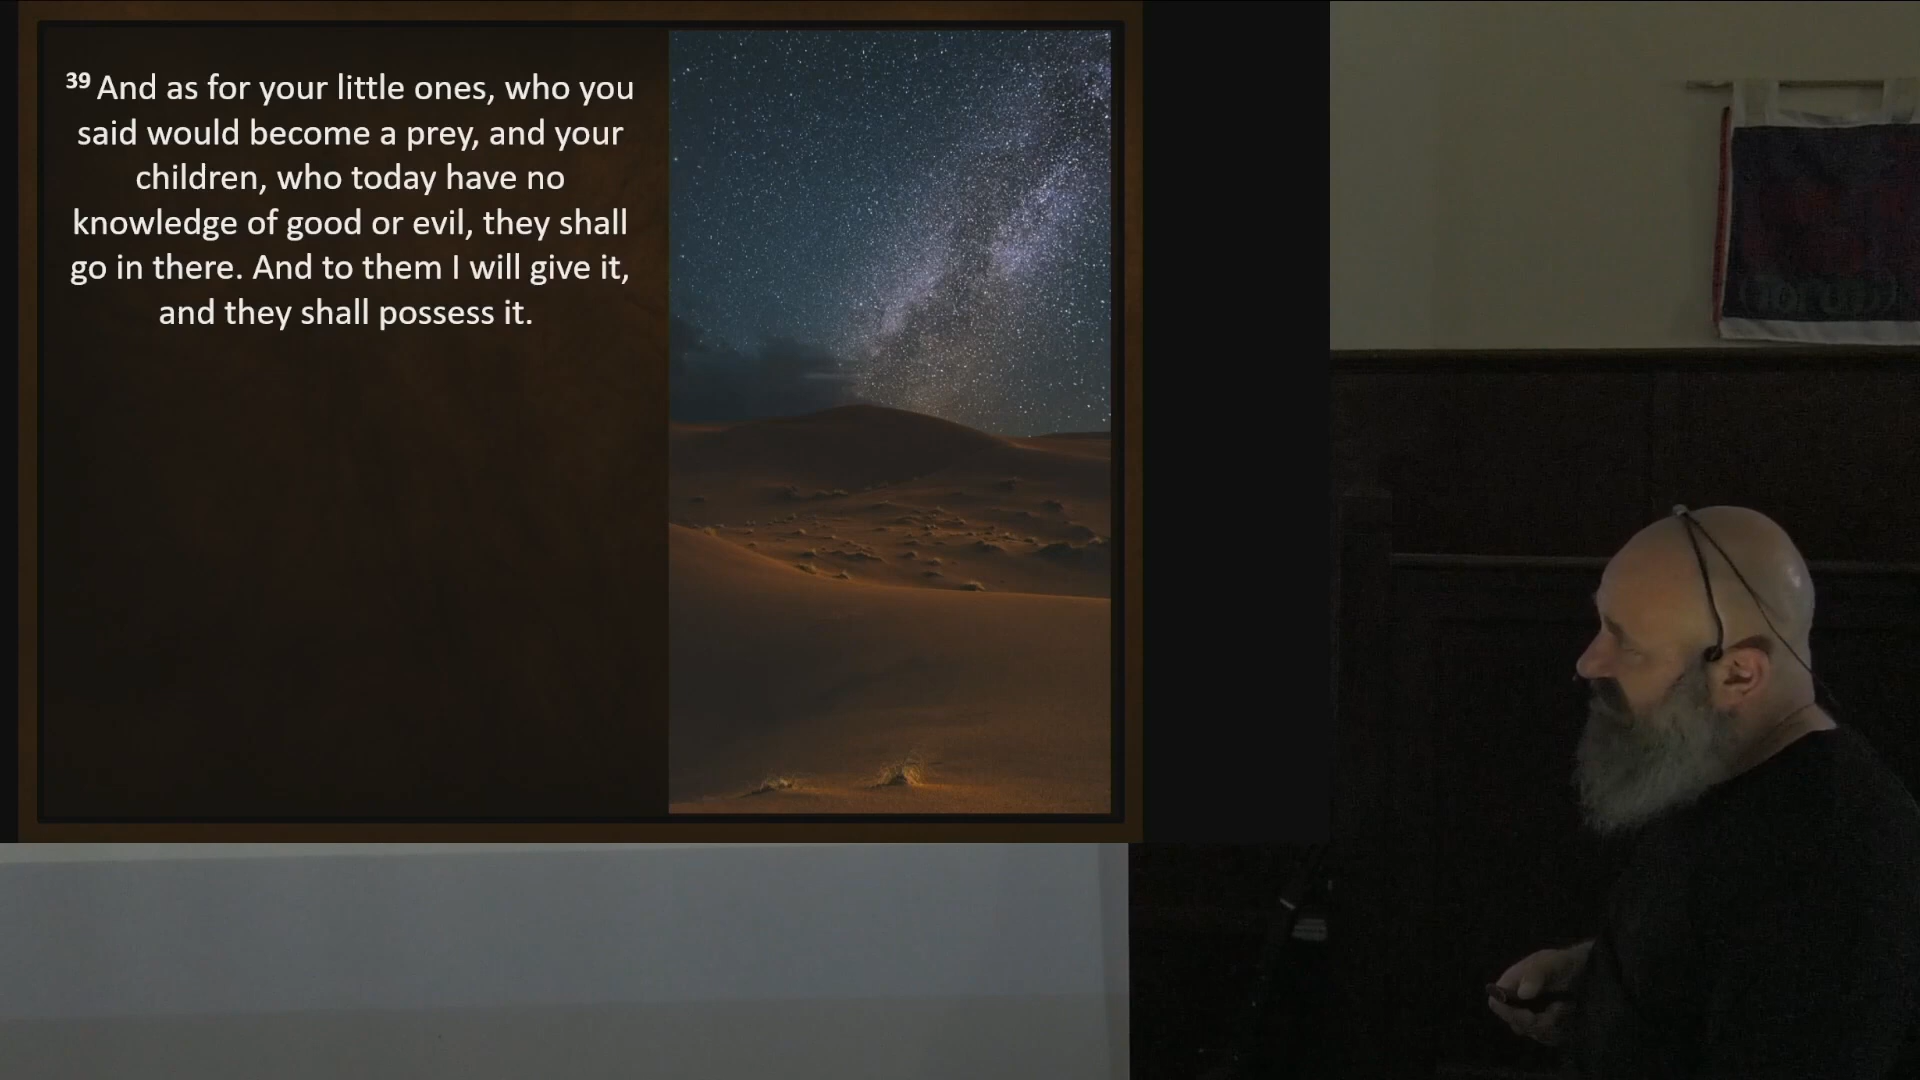 39 And as for your little ones, who you
said would become a prey, and your
children, who today have no
knowledge of good or evil, they shall
go in there. And to them I will give it,
and they shall possess it.